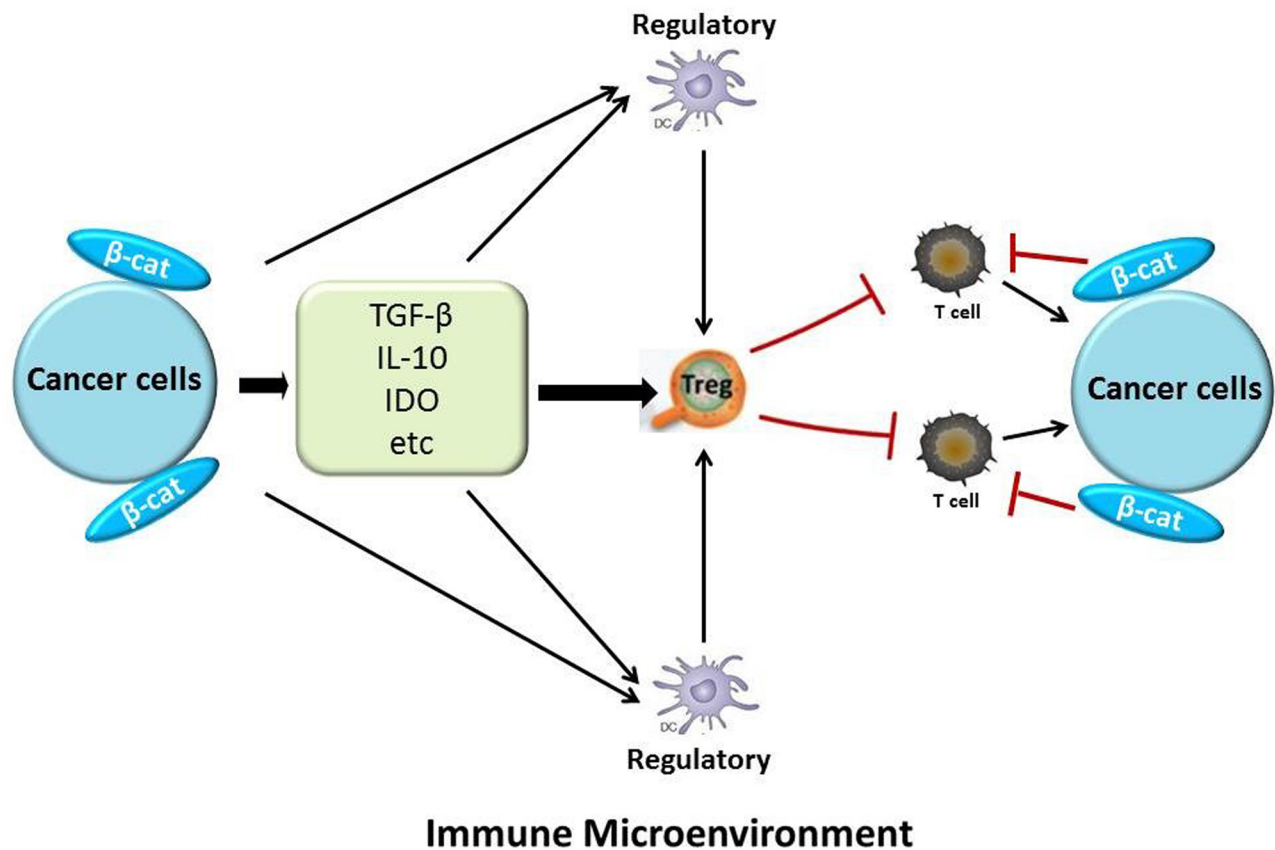 Regulatory
DC
β-cat
Cancer cells
β-cat
TGF-β
IL-10
IDO
etc
Treg
T cell
T cell
β-cat
Cancer cells
β-cat
DC
Regulatory
Immune Microenvironment